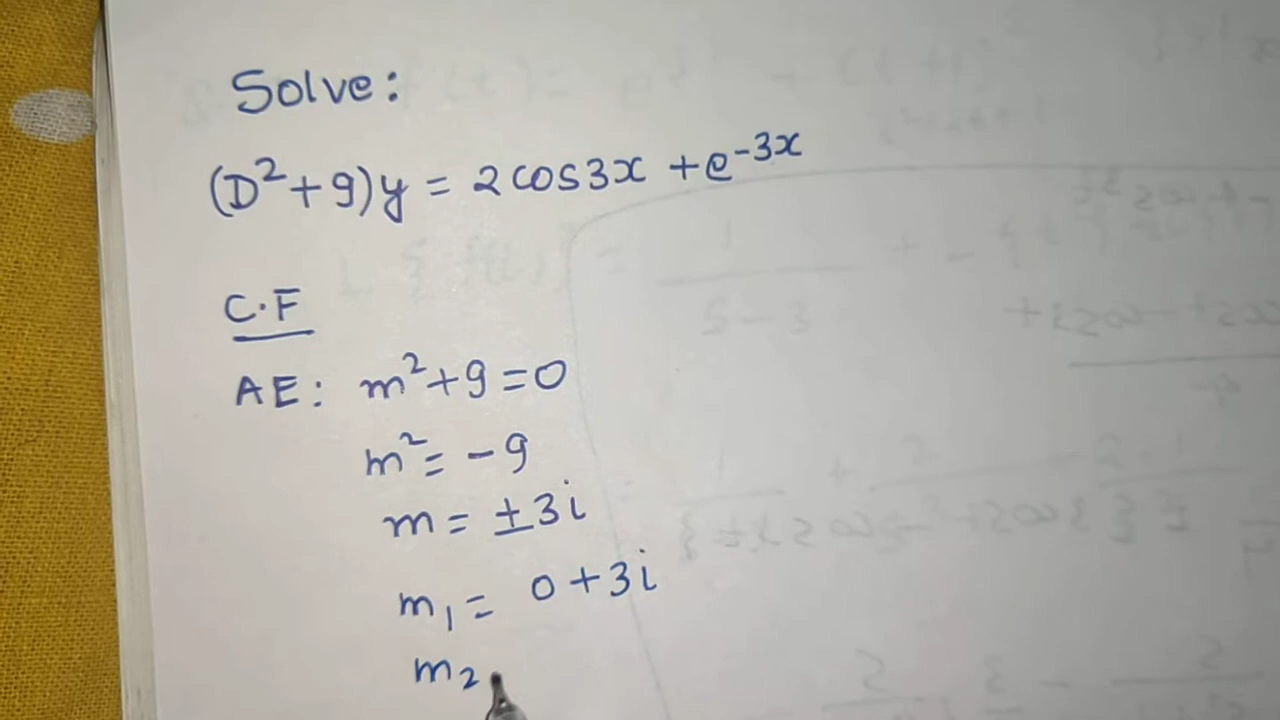 Solve:
(D²+9)y = 2cos3x + e⁻³ˣ
C.F
AE: m²+9=0
m²= -9
m= ±3i
m₁= 0+3i
m₂